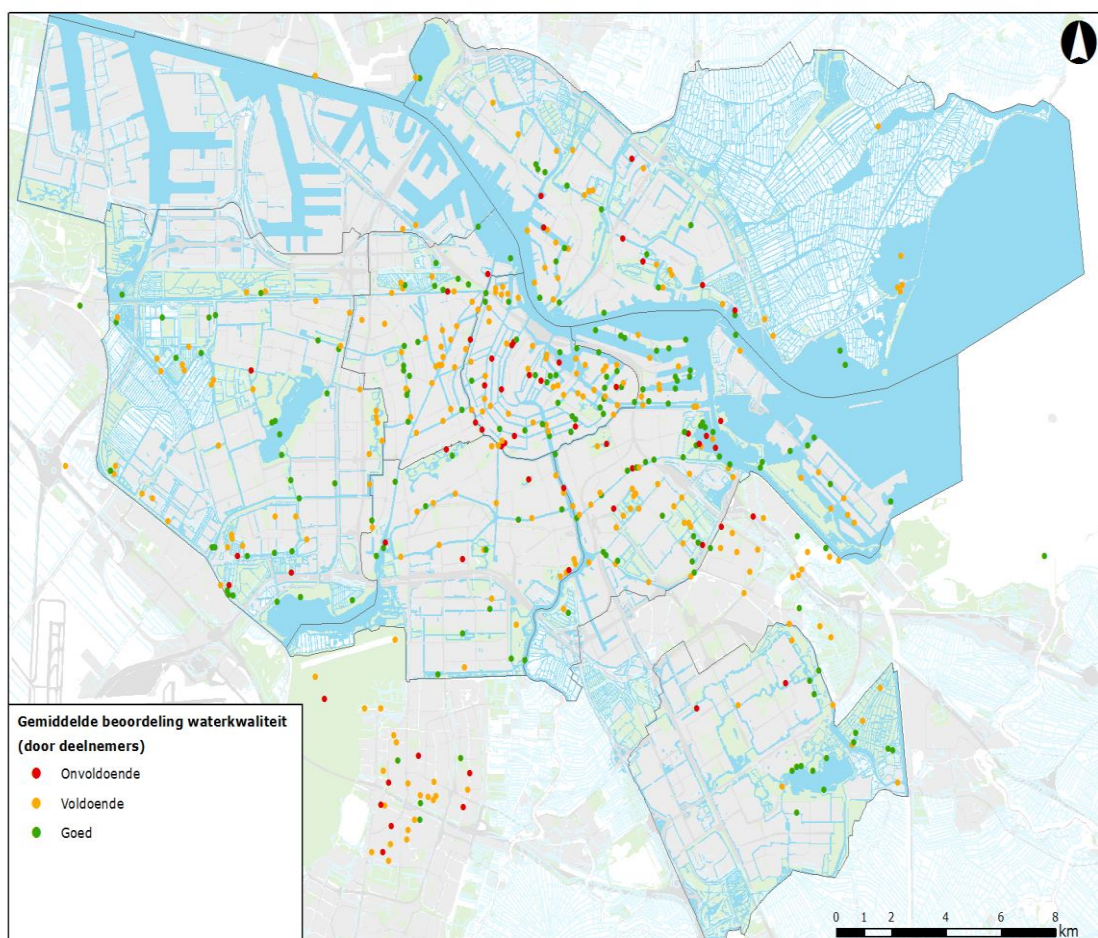 Gemiddelde beoordeling waterkwaliteit
(door deelnemers)
Onvoldoende
Voldoende
Goed
0 1 2 4 6 8
km